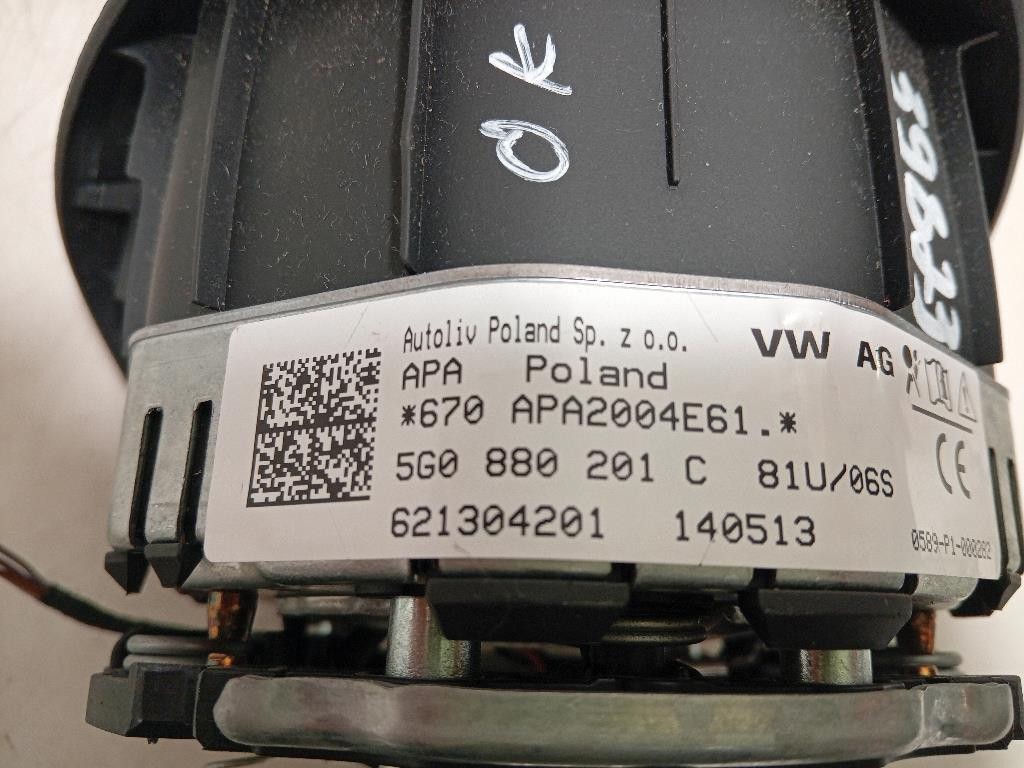 OK
Autoliv Poland Sp. z o.o.
VW AG
APA Poland
*670 APA2004E61.*
5G0 880 201 C 81U/06S
CE
621304201 140513
0589-P1-000282